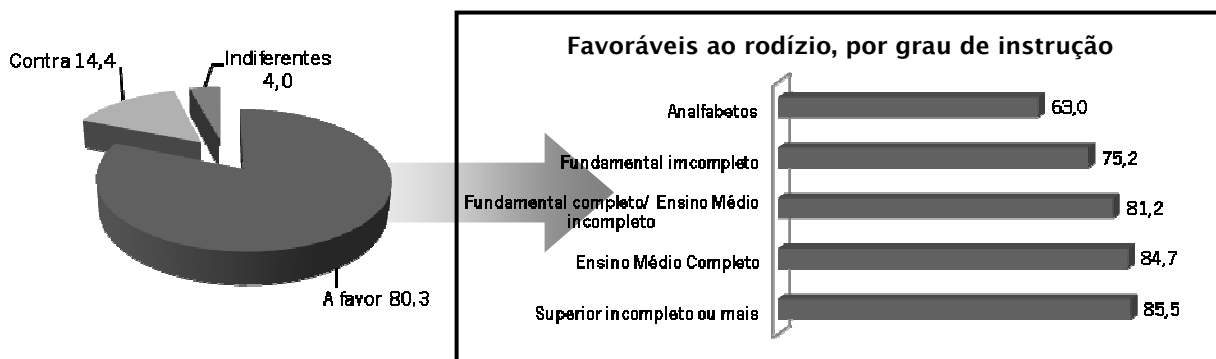 Contra 14,4
Indiferentes
4,0
A favor 80,3
Favoráveis ao rodízio, por grau de instrução
Analfabetos
63,0
Fundamental imcompleto
75,2
Fundamental completo/ Ensino Médio
incompleto
81,2
Ensino Médio Completo
84,7
Superior incompleto ou mais
85,5